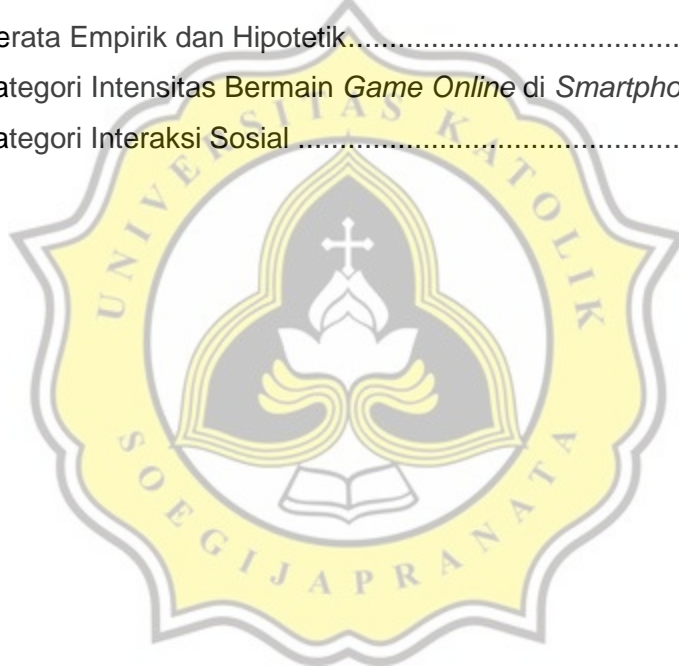 erata Empirik dan Hipotetik............................................
ategori Intensitas Bermain Game Online di Smartpho
ategori Interaksi Sosial ....................................................
UNIVERSITAS KATOLIK
SOEGIJAPRANATA